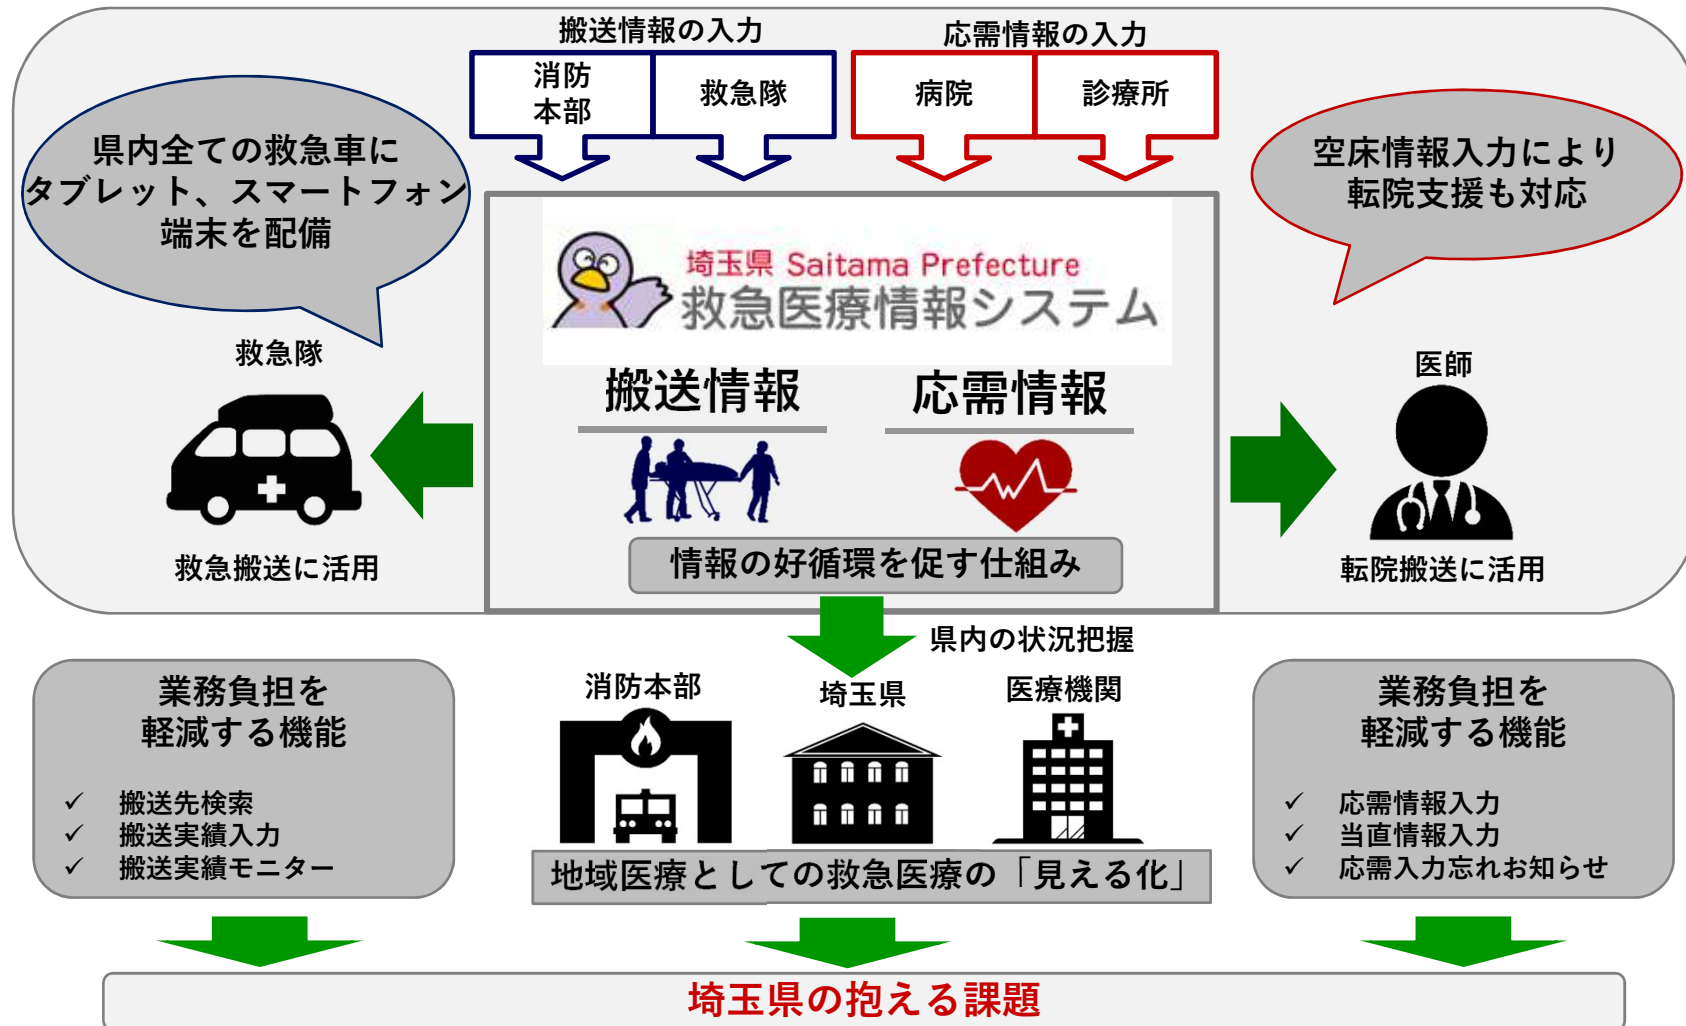 搬送情報の入力
応需情報の入力
消防
本部
救急隊
病院
診療所
県内全ての救急車に
タブレット、スマートフォン
端末を配備
空床情報入力により
転院支援も対応
埼玉県 Saitama Prefecture
救急医療情報システム
搬送情報
応需情報
情報の好循環を促す仕組み
救急隊
救急搬送に活用
医師
転院搬送に活用
県内の状況把握
消防本部
埼玉県
医療機関
地域医療としての救急医療の「見える化」
業務負担を
軽減する機能
✓ 搬送先検索
✓ 搬送実績入力
✓ 搬送実績モニター
業務負担を
軽減する機能
✓ 応需情報入力
✓ 当直情報入力
✓ 応需入力忘れお知らせ
埼玉県の抱える課題